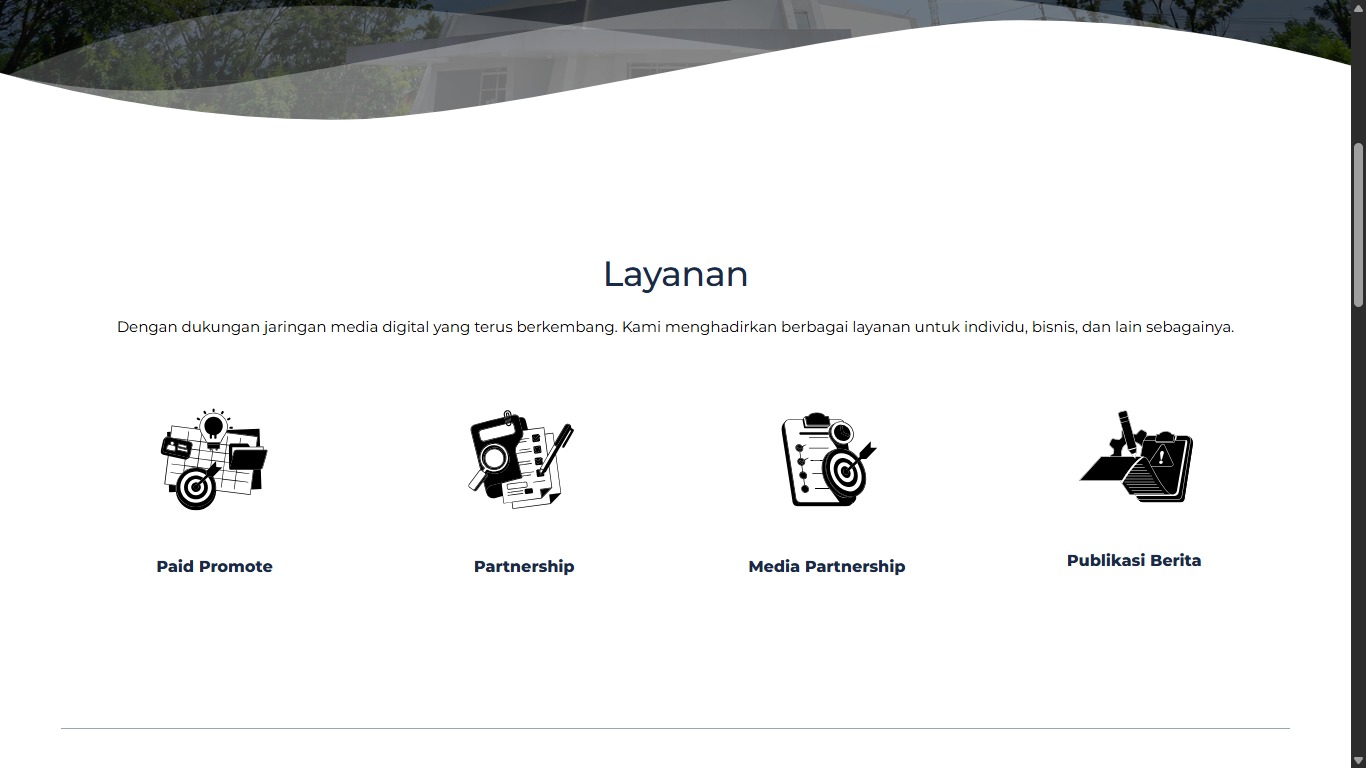 Layanan
Dengan dukungan jaringan media digital yang terus berkembang. Kami menghadirkan berbagai layanan untuk individu, bisnis, dan lain sebagainya.
Paid Promote
Partnership
Media Partnership
Publikasi Berita